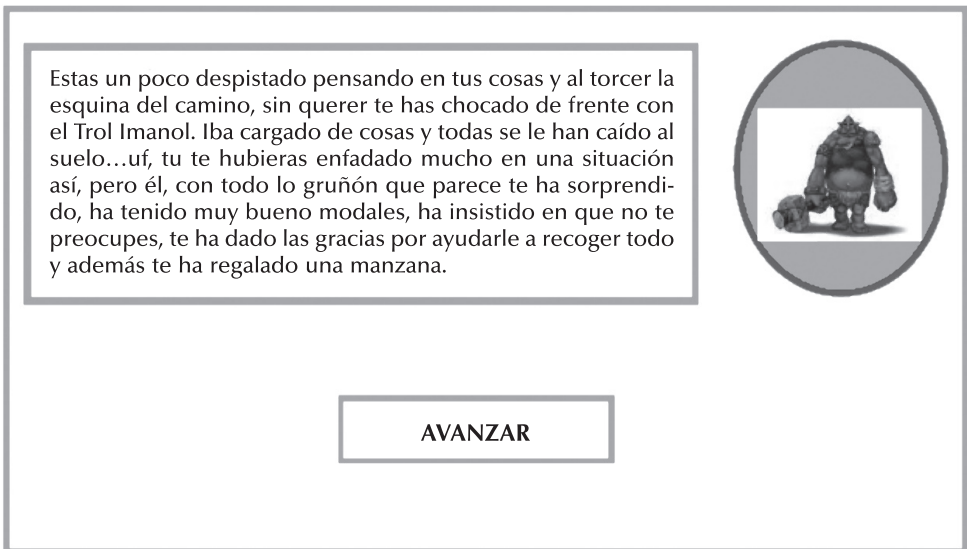 Estas un poco despistado pensando en tus cosas y al torcer la
esquina del camino, sin querer te has chocado de frente con
el Trol Imanol. Iba cargado de cosas y todas se le han caído al
suelo…uf, tu te hubieras enfadado mucho en una situación
así, pero él, con todo lo gruñón que parece te ha sorprendi-
do, ha tenido muy bueno modales, ha insistido en que no te
preocupes, te ha dado las gracias por ayudarle a recoger todo
y además te ha regalado una manzana.
AVANZAR